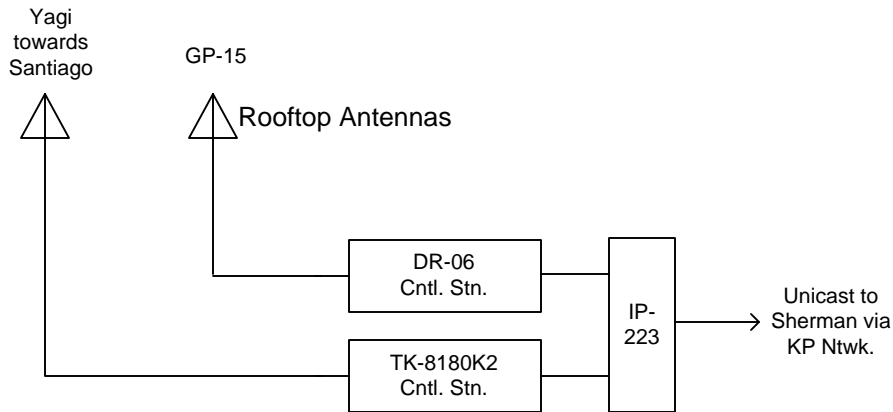 Yagi
towards
Santiago
GP-15
Rooftop Antennas
DR-06
Cntl. Stn.
IP-
223
Unicast to
Sherman via
KP Ntwk.
TK-8180K2
Cntl. Stn.